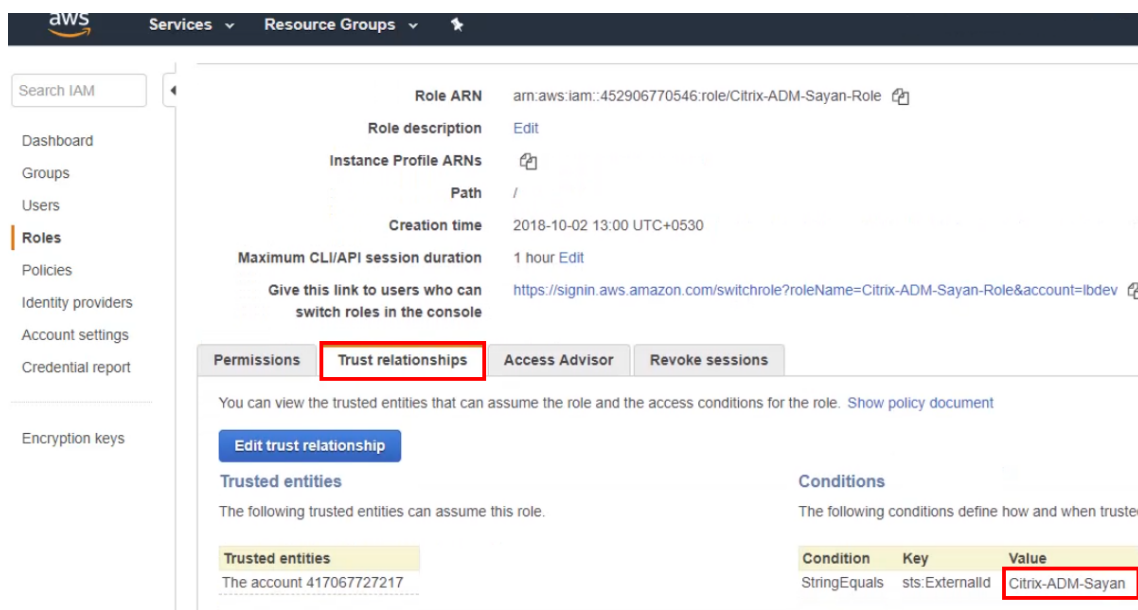 aws Services Resource Groups
Search IAM
Dashboard
Groups
Users
Roles
Policies
Identity providers
Account settings
Credential report
Encryption keys
Role ARN arn:aws:iam::452906770546:role/Citrix-ADM-Sayan-Role
Role description Edit
Instance Profile ARNs
Path /
Creation time 2018-10-02 13:00 UTC+0530
Maximum CLI/API session duration 1 hour Edit
Give this link to users who can https://signin.aws.amazon.com/switchrole?roleName=Citrix-ADM-Sayan-Role&account=lbdev
switch roles in the console
Permissions Trust relationships Access Advisor Revoke sessions
You can view the trusted entities that can assume the role and the access conditions for the role. Show policy document
Edit trust relationship
Trusted entities
The following trusted entities can assume this role.
Trusted entities
The account 417067727217
Conditions
The following conditions define how and when truste
Condition Key Value
StringEquals sts:ExternalId Citrix-ADM-Sayan